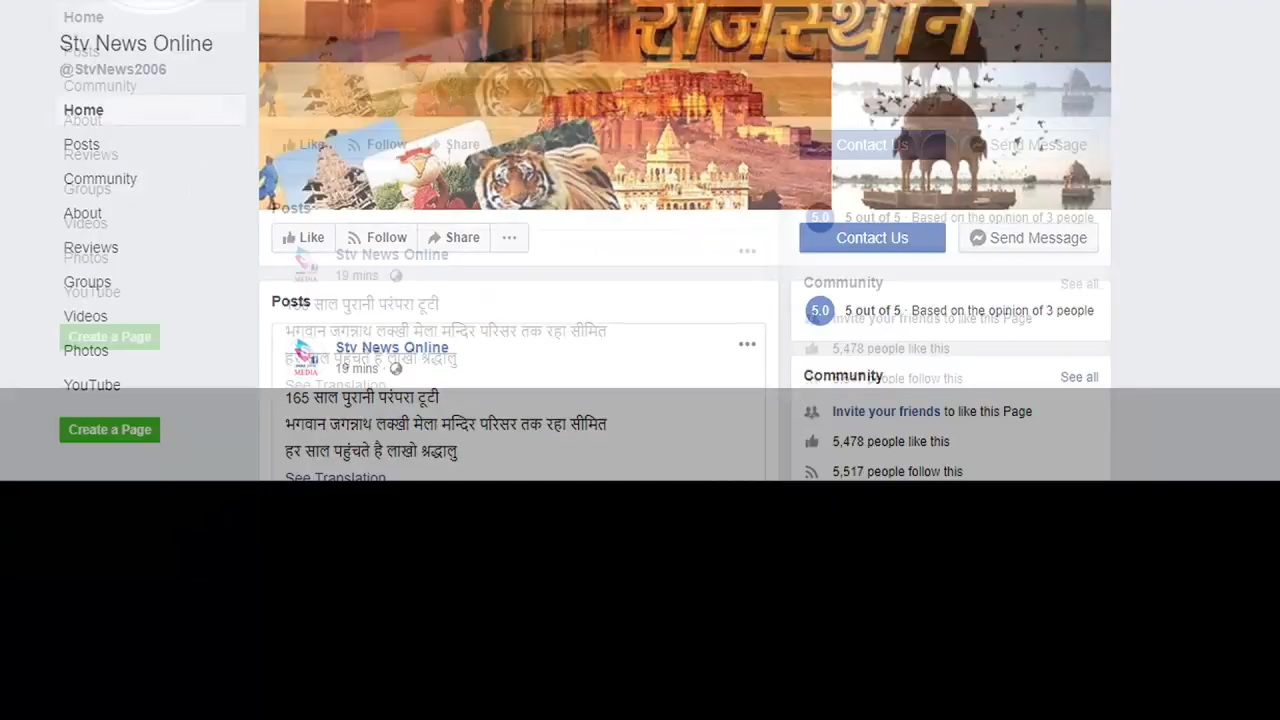 राजस्थान
Stv News Online
@StvNews2006
Home
Posts
Community
About
Reviews
Groups
Videos
Photos
YouTube
Create a Page
Like
Follow
Share
Contact Us
Send Message
Posts
Stv News Online
19 mins
165 साल पुरानी परंपरा टूटी
भगवान जगन्नाथ लक्खी मेला मन्दिर परिसर तक रहा सीमित
हर साल पहुंचते है लाखो श्रद्धालु
See Translation
5.0 5 out of 5 · Based on the opinion of 3 people
Community See all
Invite your friends to like this Page
5,478 people like this
5,517 people follow this